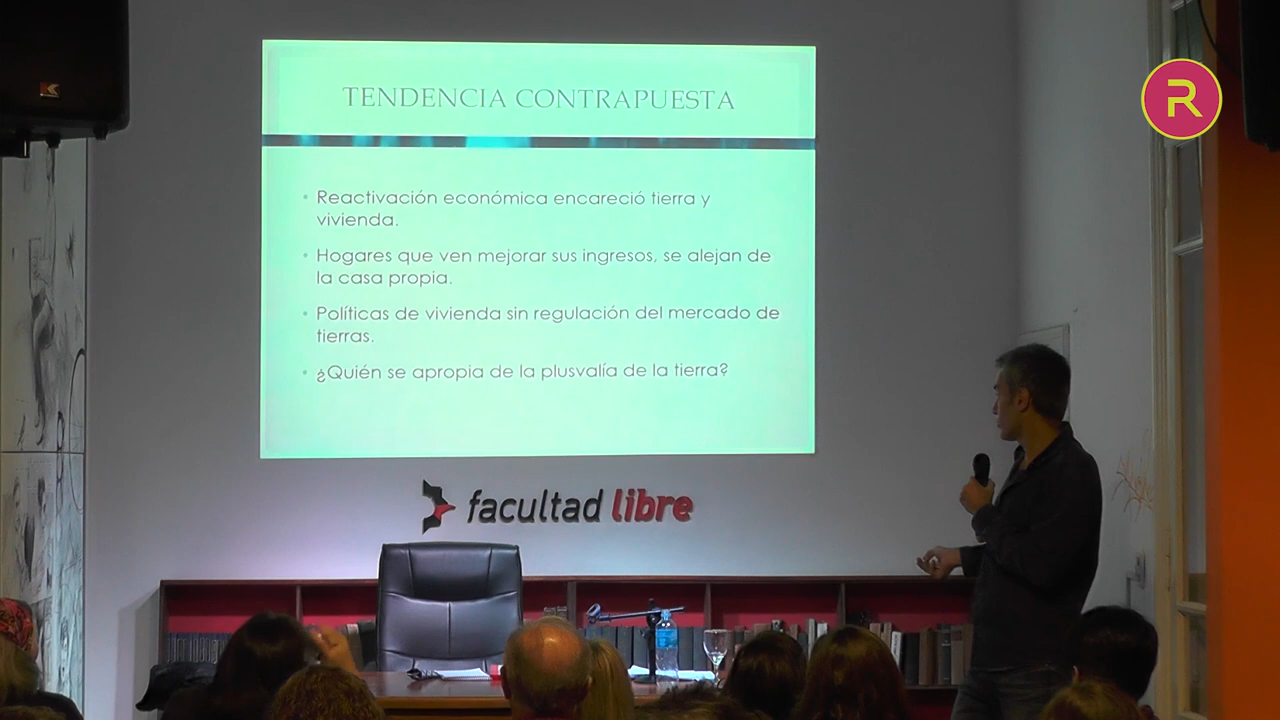 TENDENCIA CONTRAPUESTA
R
• Reactivación económica encareció tierra y
vivienda.
• Hogares que ven mejorar sus ingresos, se alejan de
la casa propia.
• Políticas de vivienda sin regulación del mercado de
tierras.
• ¿Quién se apropia de la plusvalía de la tierra?
facultad libre